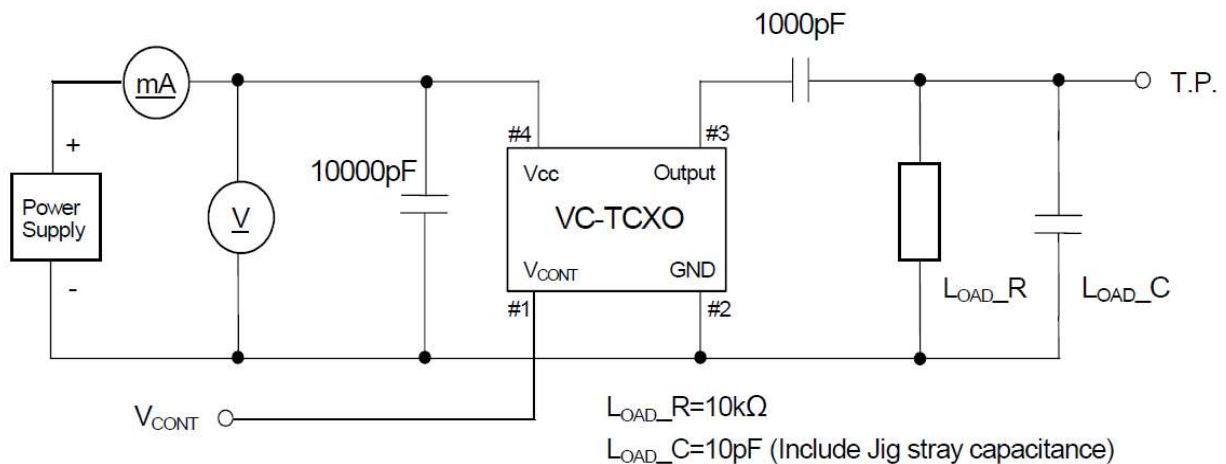 1000pF
mA
T.P.
+
#4
#3
10000pF
Vcc
Output
Power
Supply
V
VC-TCXO
VCONT
GND
-
#1
#2
LOAD_R
LOAD_C
VCONT
LOAD_R=10kΩ
LOAD_C=10pF (Include Jig stray capacitance)